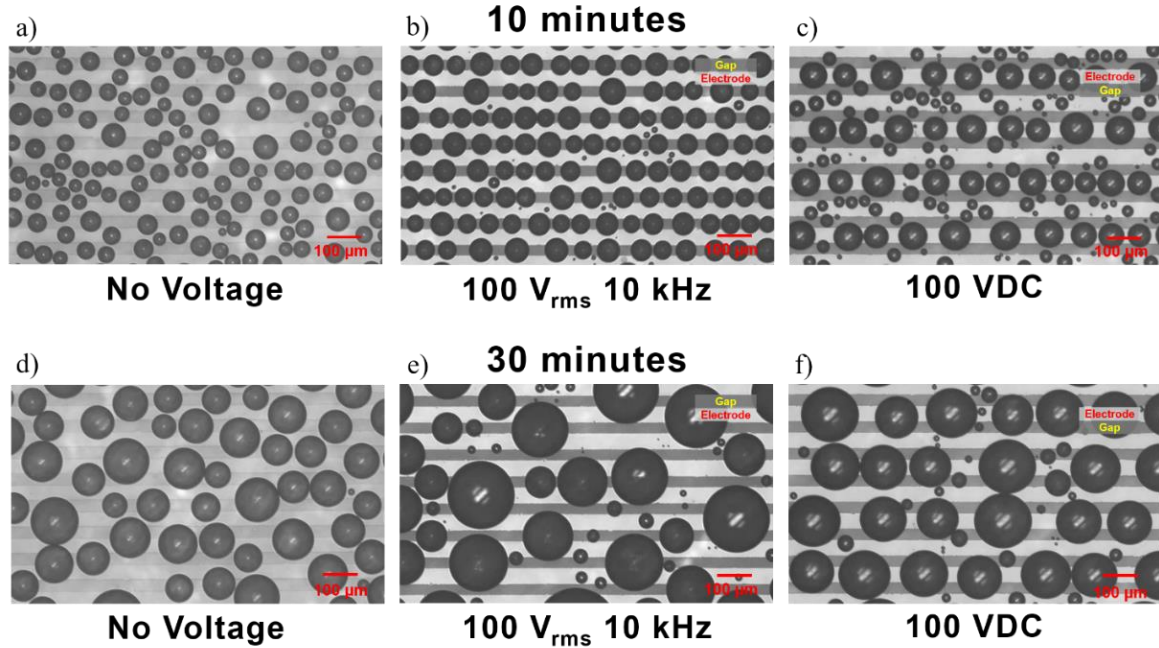 10 minutes
a)
b)
c)
Gap
Electrode
Electrode
Gap
100 µm
100 µm
100 µm
No Voltage
100 Vrms 10 kHz
100 VDC
30 minutes
d)
e)
f)
Gap
Electrode
Electrode
Gap
100 µm
100 µm
100 µm
No Voltage
100 Vrms 10 kHz
100 VDC